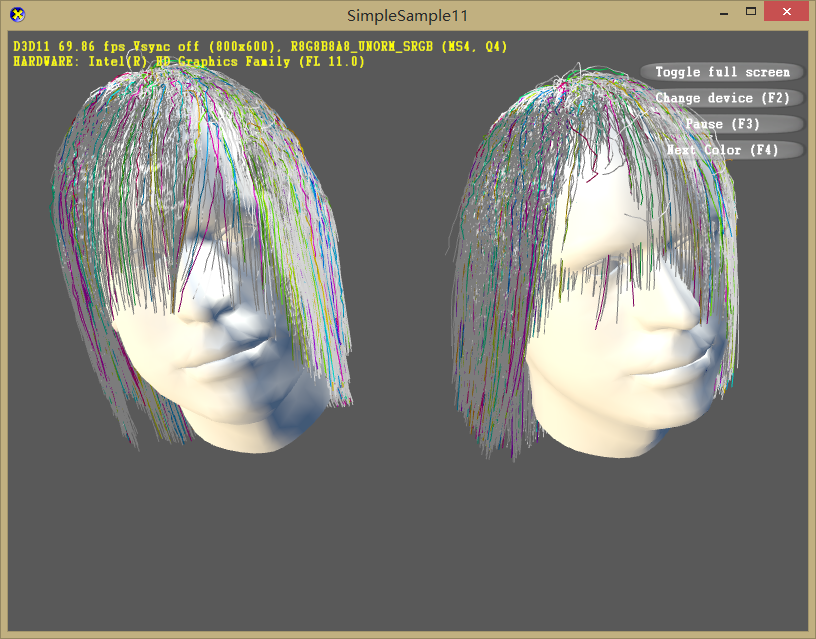 SimpleSample11
D3D11 69.86 fps Vsync off (800x600), R8G8B8A8_UNORM_SRGB (MS4, Q4)
HARDWARE: Intel(R) HD Graphics Family (FL 11.0)
Toggle full screen
Change device (F2)
Pause (F3)
Next Color (F4)